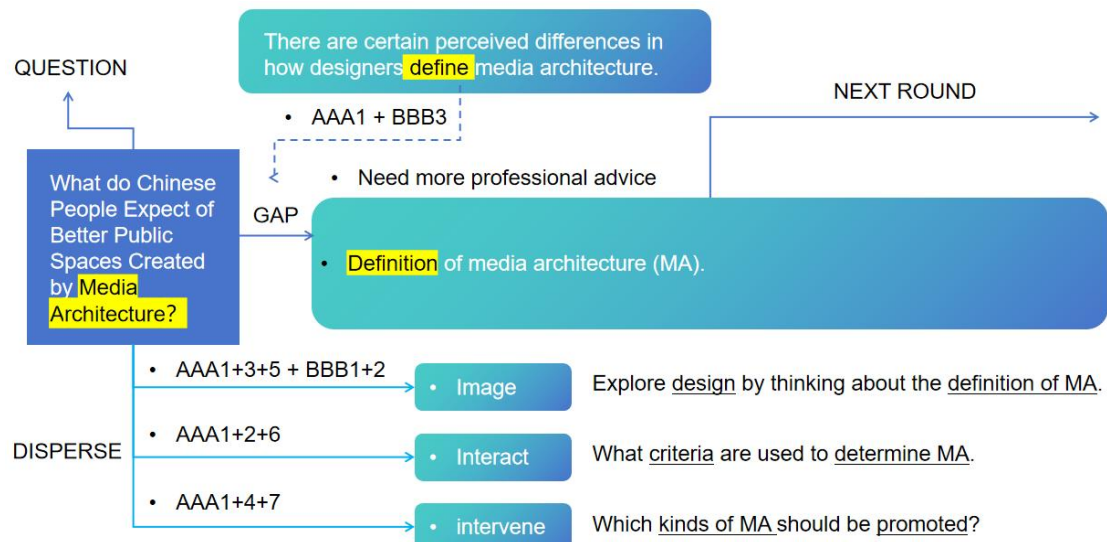 There are certain perceived differences in
how designers define media architecture.
QUESTION
NEXT ROUND
• AAA1 + BBB3
What do Chinese
People Expect of
Better Public
Spaces Created
by Media
Architecture?
• Need more professional advice
GAP
• Definition of media architecture (MA).
• AAA1+3+5 + BBB1+2
• Image
Explore design by thinking about the definition of MA.
• AAA1+2+6
DISPERSE
• Interact
What criteria are used to determine MA.
• AAA1+4+7
• intervene
Which kinds of MA should be promoted?